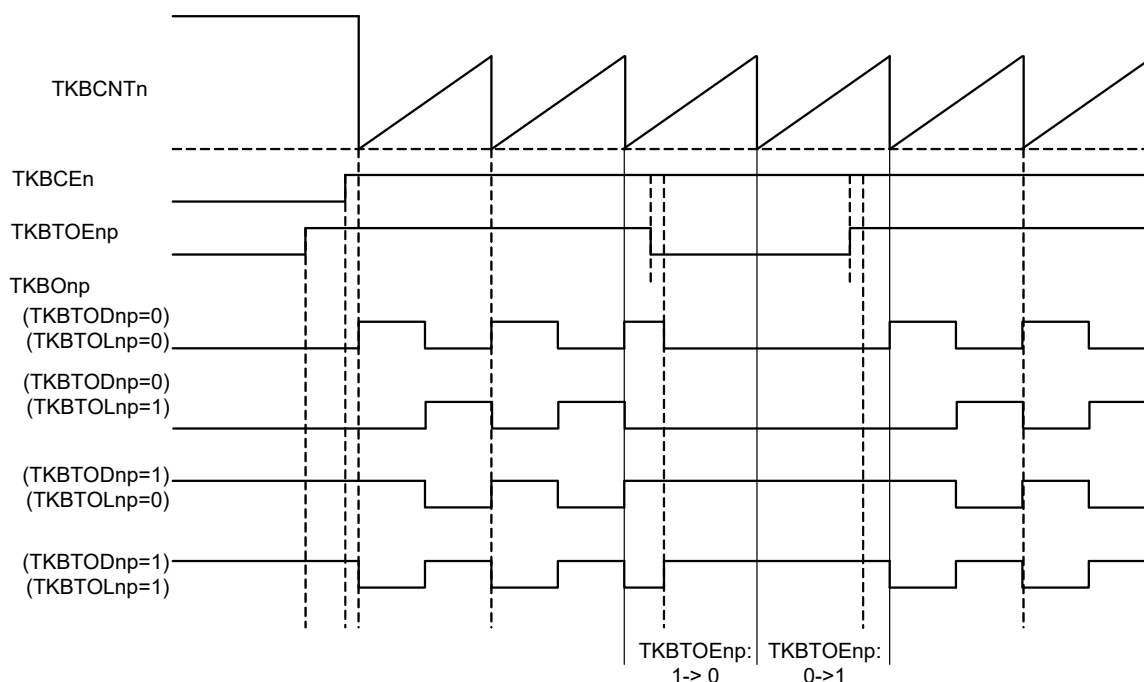 TKBCNTn
TKBCEn
TKBTOEnp
TKBOnp
(TKBTODnp=0)
(TKBTOLnp=0)
(TKBTODnp=0)
(TKBTOLnp=1)
(TKBTODnp=1)
(TKBTOLnp=0)
(TKBTODnp=1)
(TKBTOLnp=1)
TKBTOEnp:
1-> 0
TKBTOEnp:
0->1